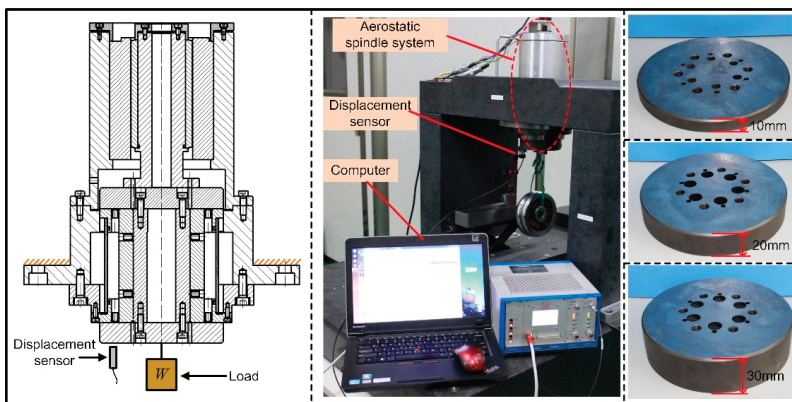 Displacement
sensor
W
Load
Aerostatic
spindle system
Displacement
sensor
Computer
10mm
20mm
30mm